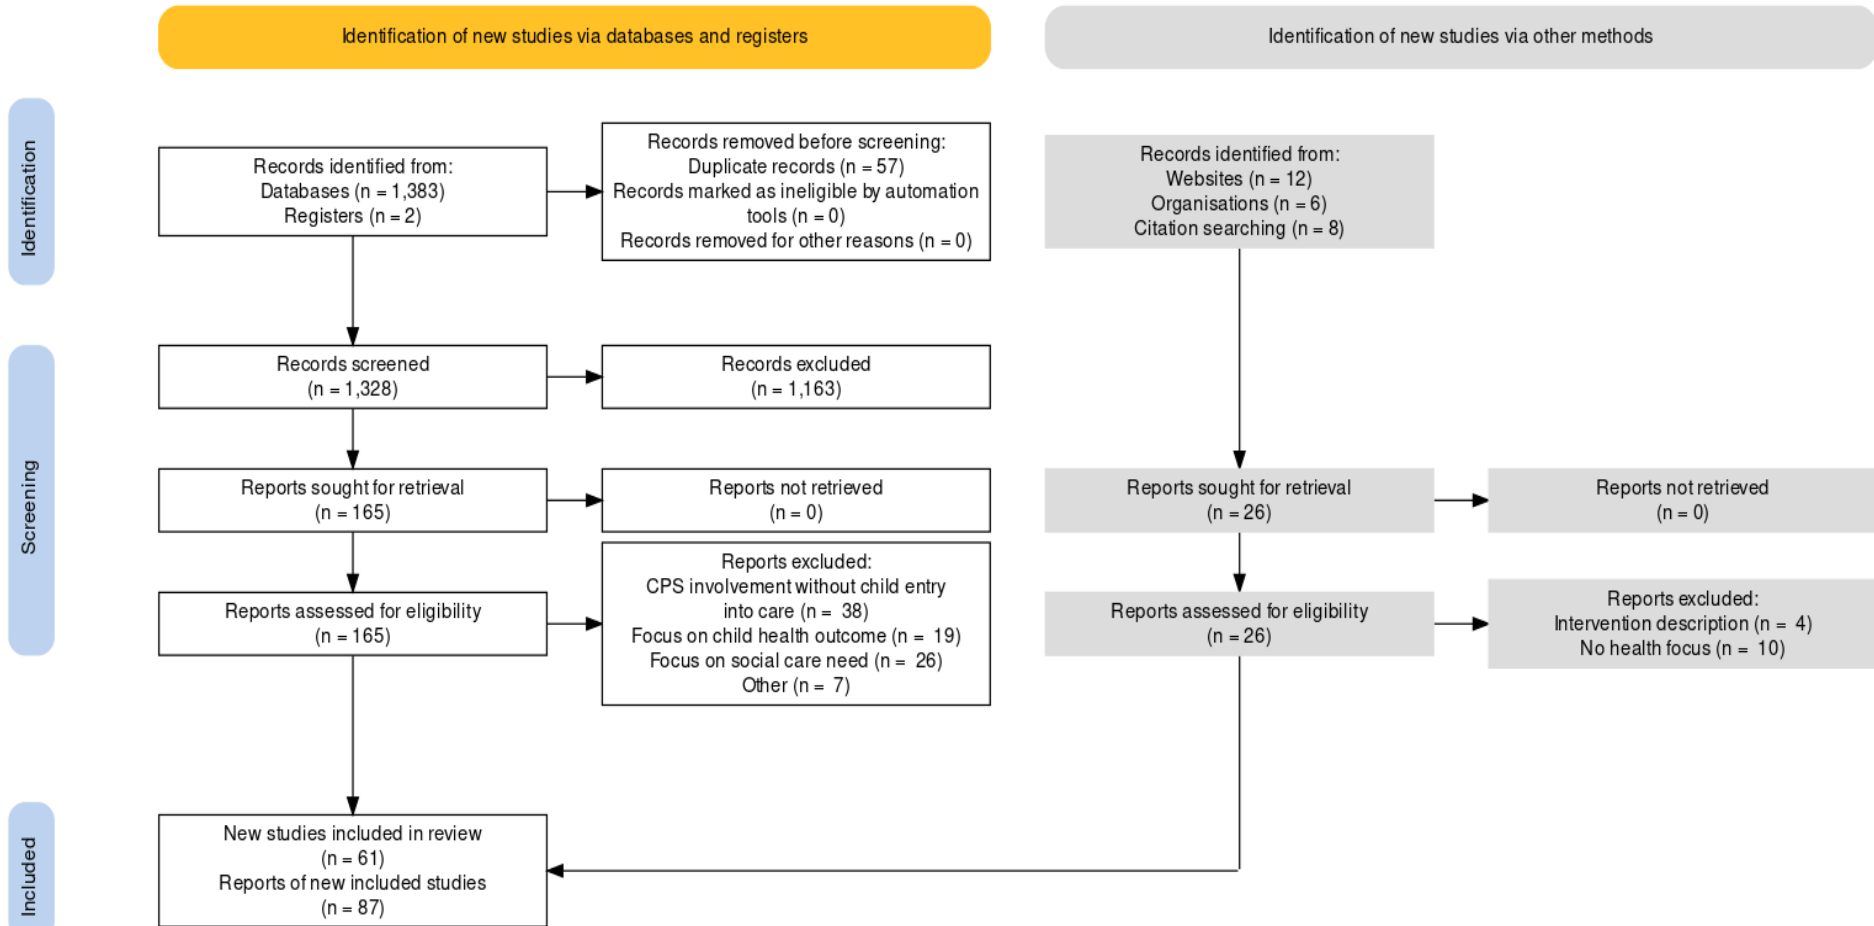 Identification of new studies via databases and registers
Identification of new studies via other methods
Identification
Records identified from:
Databases (n = 1,383)
Registers (n = 2)
Records removed before screening:
Duplicate records (n = 57)
Records marked as ineligible by automation
tools (n = 0)
Records removed for other reasons (n = 0)
Records identified from:
Websites (n = 12)
Organisations (n = 6)
Citation searching (n = 8)
Screening
Records screened
(n = 1,328)
Records excluded
(n = 1,163)
Reports sought for retrieval
(n = 165)
Reports not retrieved
(n = 0)
Reports sought for retrieval
(n = 26)
Reports not retrieved
(n = 0)
Reports assessed for eligibility
(n = 165)
Reports excluded:
CPS involvement without child entry
into care (n = 38)
Focus on child health outcome (n = 19)
Focus on social care need (n = 26)
Other (n = 7)
Reports assessed for eligibility
(n = 26)
Reports excluded:
Intervention description (n = 4)
No health focus (n = 10)
Included
New studies included in review
(n = 61)
Reports of new included studies
(n = 87)